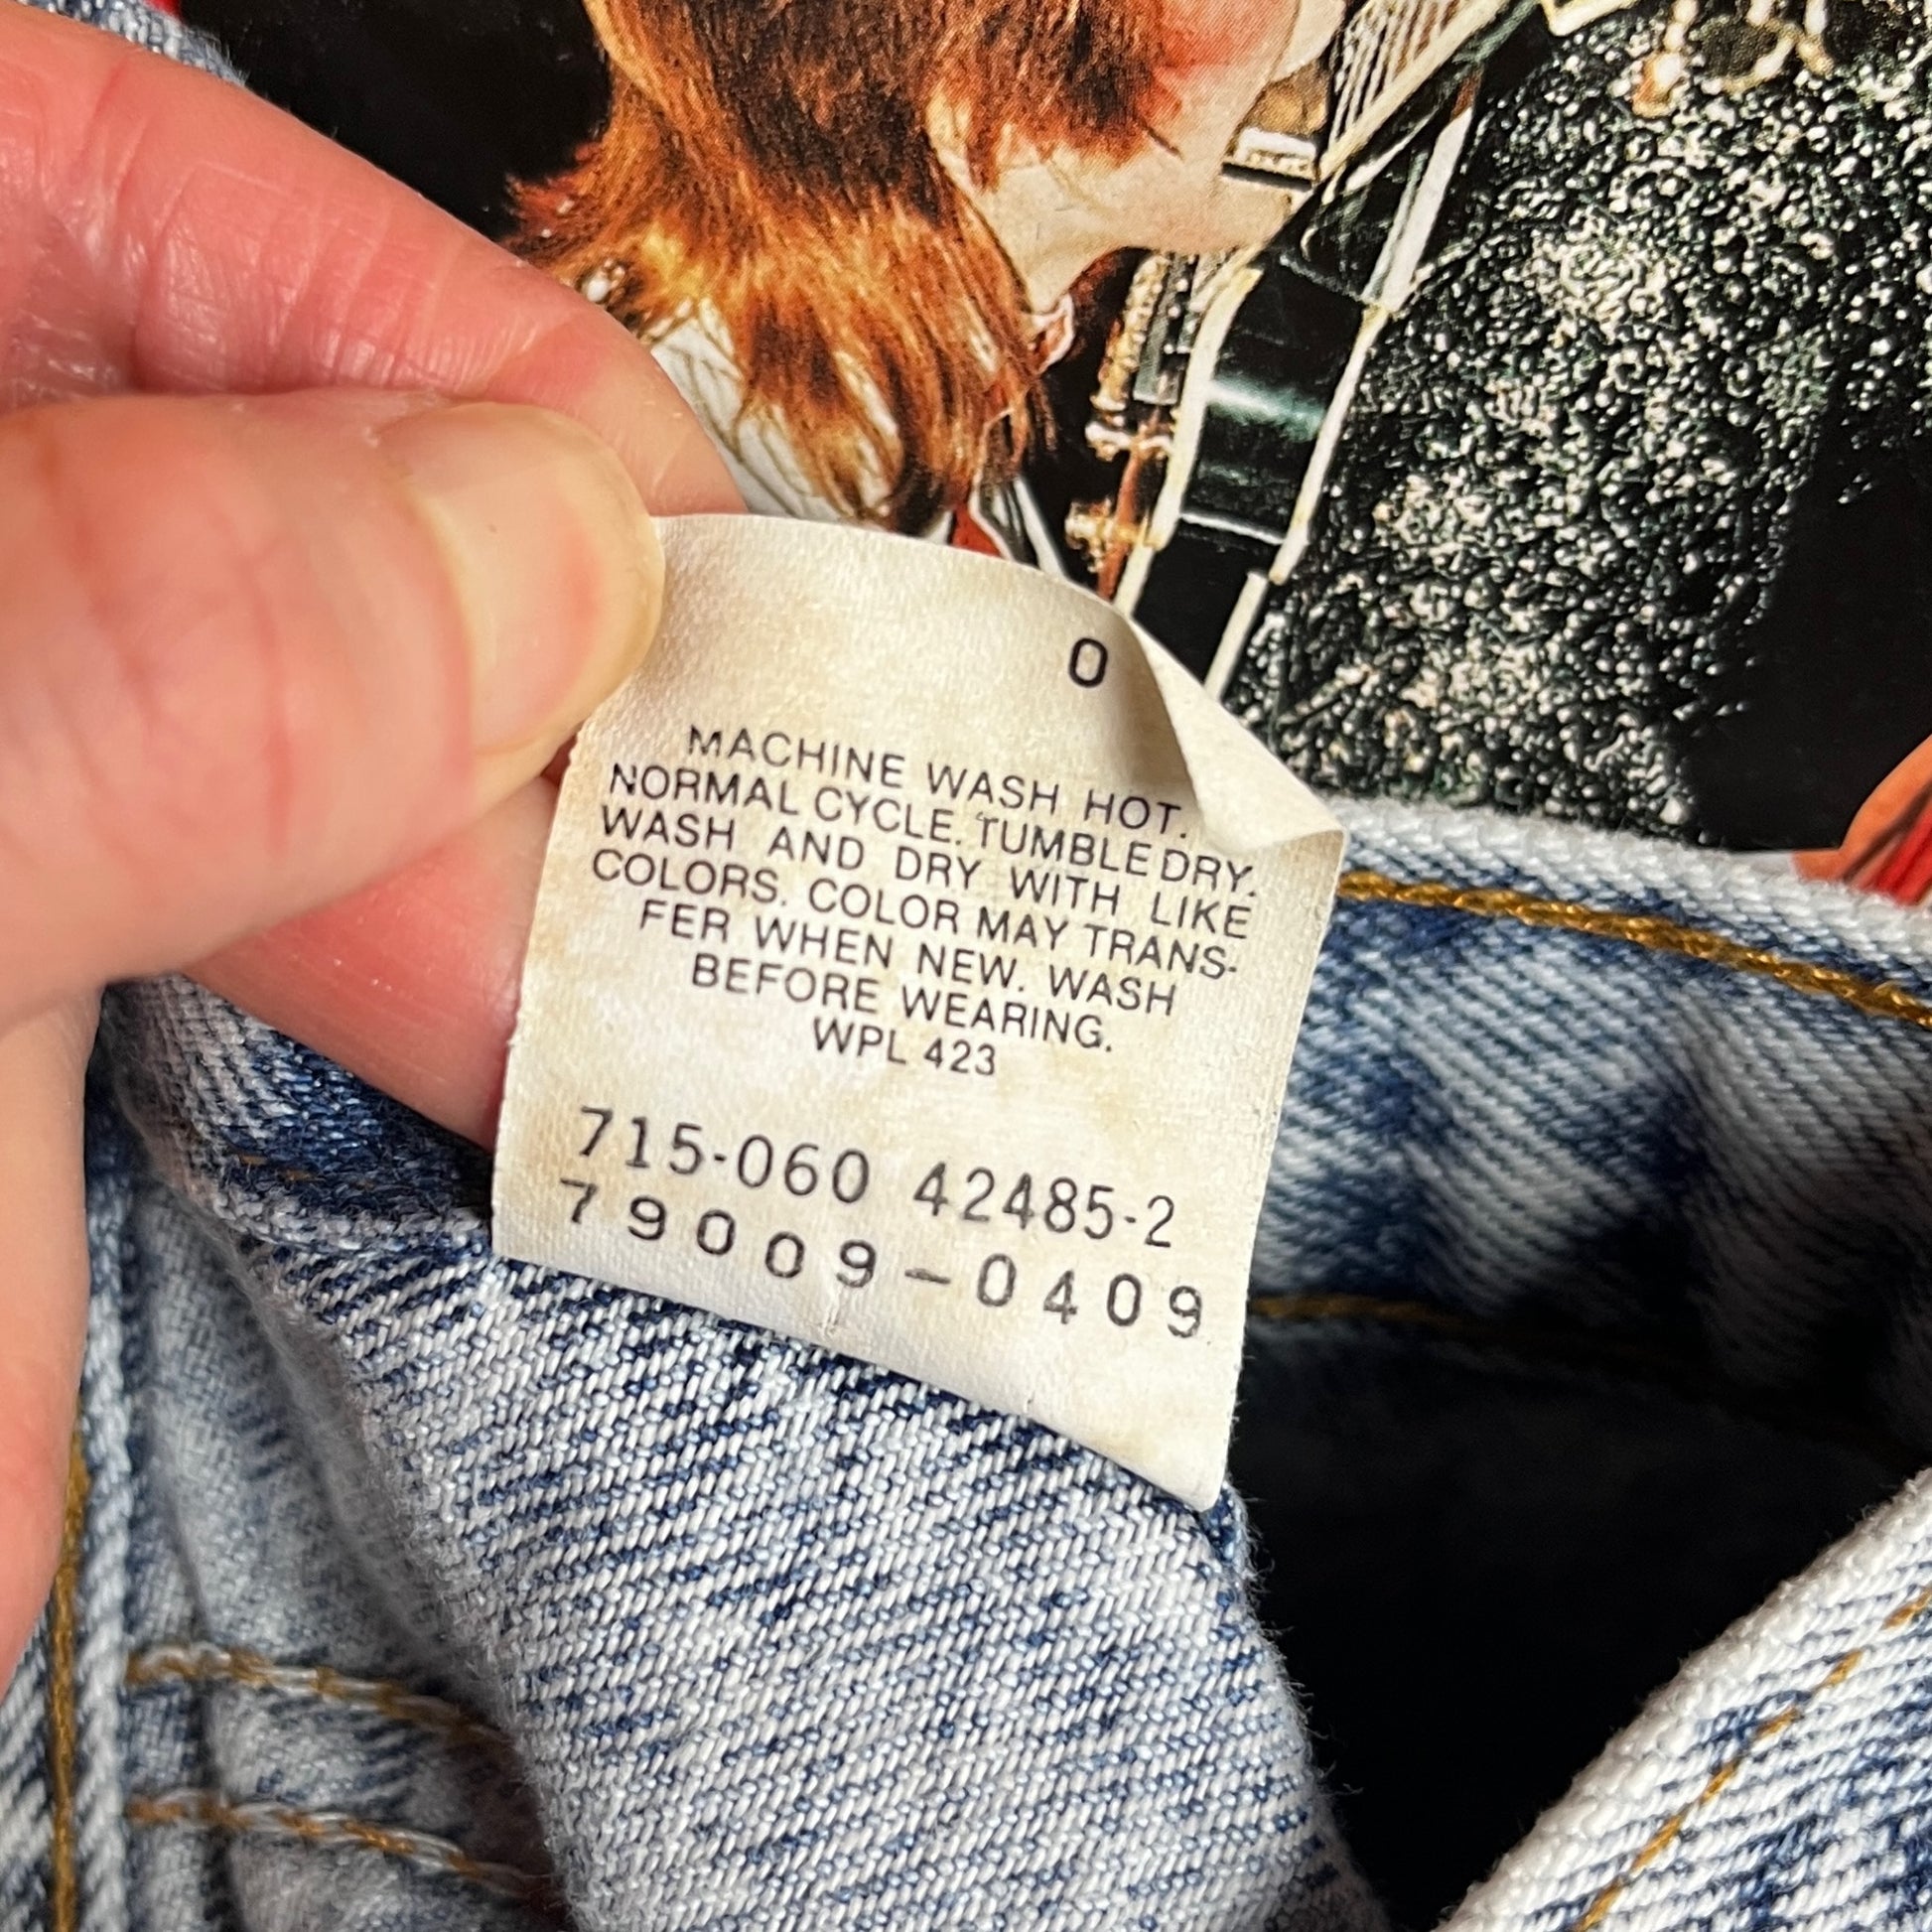 0
MACHINE WASH HOT.
NORMAL CYCLE. TUMBLE DRY.
WASH AND DRY WITH LIKE
COLORS. COLOR MAY TRANS-
FER WHEN NEW. WASH
BEFORE WEARING.
WPL 423
715-060 42485-2
79009-0409